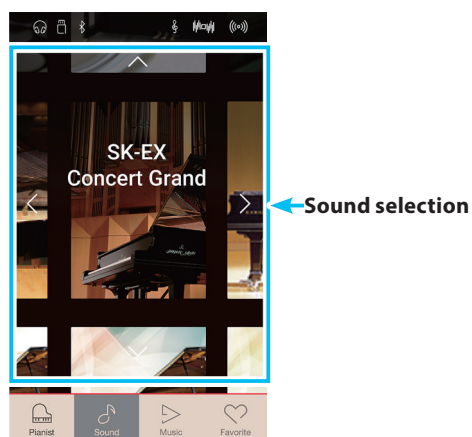 SK-EX
Concert Grand
Sound selection
Pianist
Sound
Music
Favorite